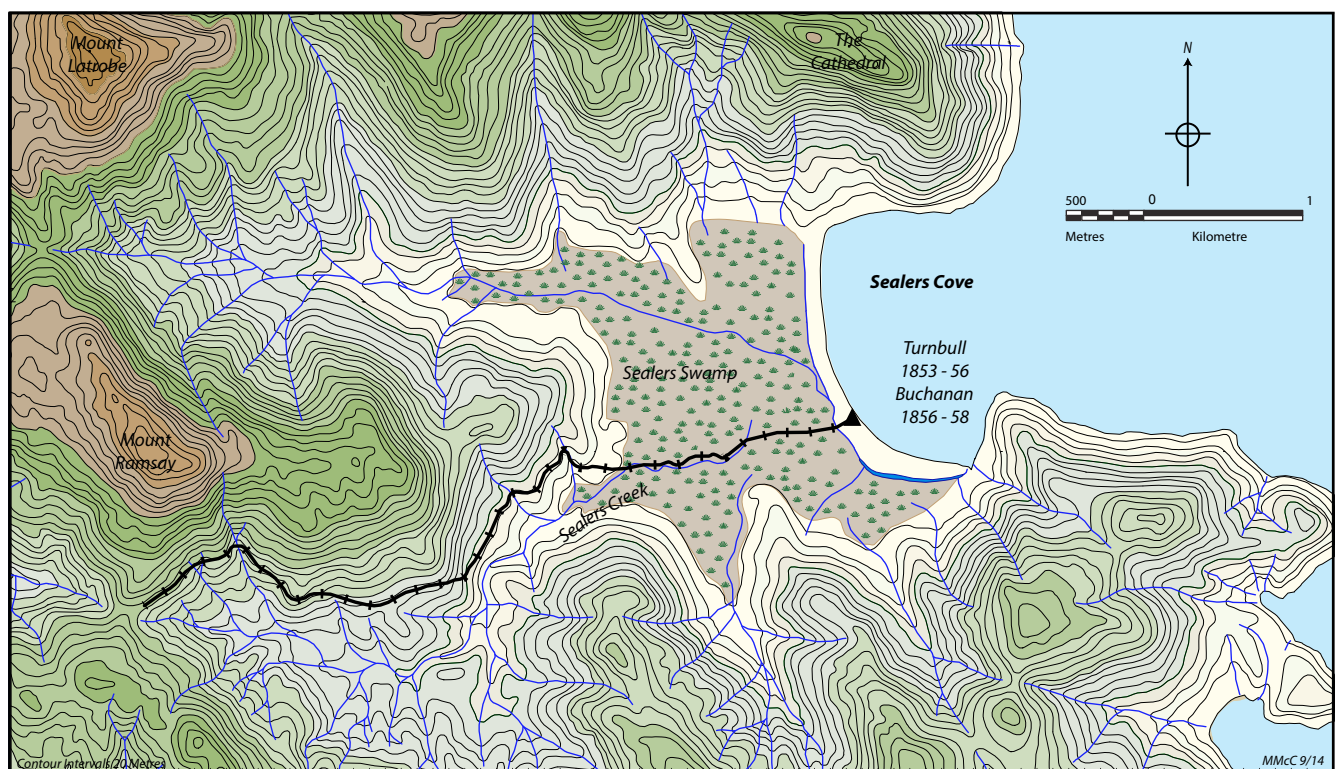 Mount
Latrobe
The
Cathedral
N
500 0 1
Metres Kilometre
Sealers Cove
Turnbull
1853 - 56
Buchanan
1856 - 58
Sealers Swamp
Mount
Ramsay
Sealers Creek
Contour Intervals 20 Metres
MMcC 9/14